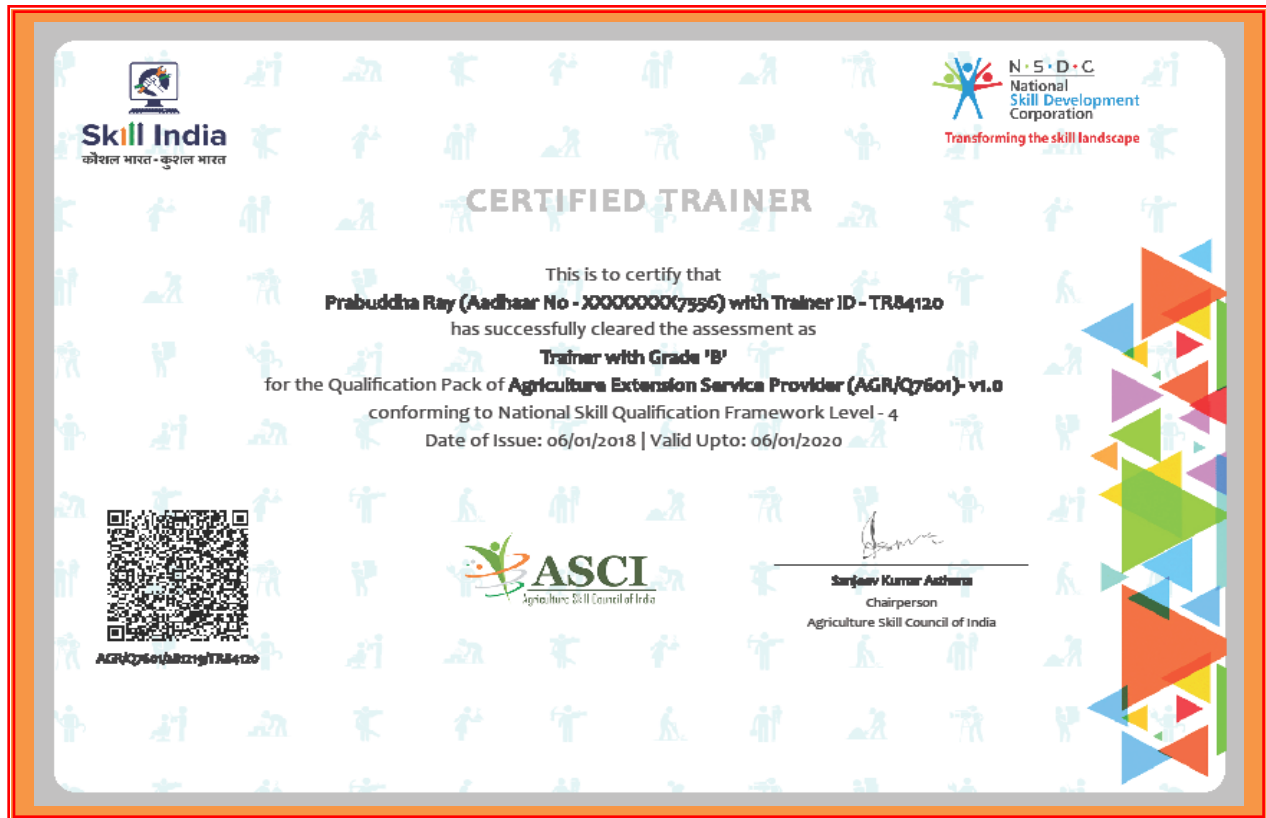 Skill India
कौशल भारत - कुशल भारत
N·S·D·C
National
Skill Development
Corporation
Transforming the skill landscape
CERTIFIED TRAINER
This is to certify that
Prabuddha Ray (Aadhaar No - XXXXXXXX7556) with Trainer ID - TR84120
has successfully cleared the assessment as
Trainer with Grade 'B'
for the Qualification Pack of Agriculture Extension Service Provider (AGR/Q7601)- v1.0
conforming to National Skill Qualification Framework Level - 4
Date of Issue: 06/01/2018 | Valid Upto: 06/01/2020
ASCI
Agriculture Skill Council of India
Sanjeev Kumar Asthana
Chairperson
Agriculture Skill Council of India